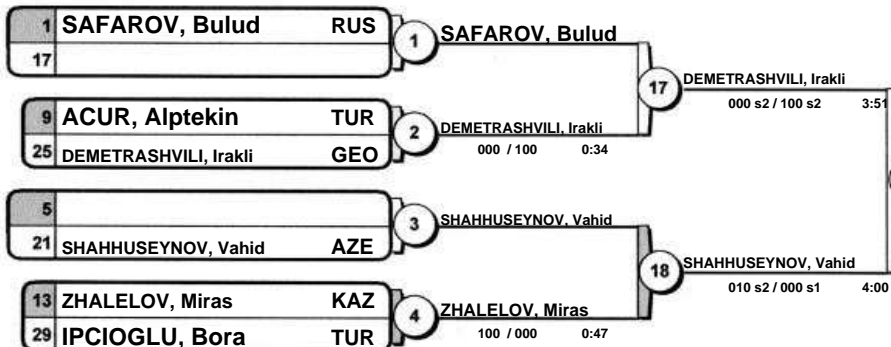 1 SAFAROV, Bulud RUS
17
1
SAFAROV, Bulud
9 ACUR, Alptekin TUR
25 DEMETRASHVILI, Irakli GEO
2
DEMETRASHVILI, Irakli
000 / 100 0:34
17
DEMETRASHVILI, Irakli
000 s2 / 100 s2 3:51
5
21 SHAHHUSEYNOV, Vahid AZE
3
SHAHHUSEYNOV, Vahid
13 ZHALELOV, Miras KAZ
29 IPCIOGLU, Bora TUR
4
ZHALELOV, Miras
100 / 000 0:47
18
SHAHHUSEYNOV, Vahid
010 s2 / 000 s1 4:00